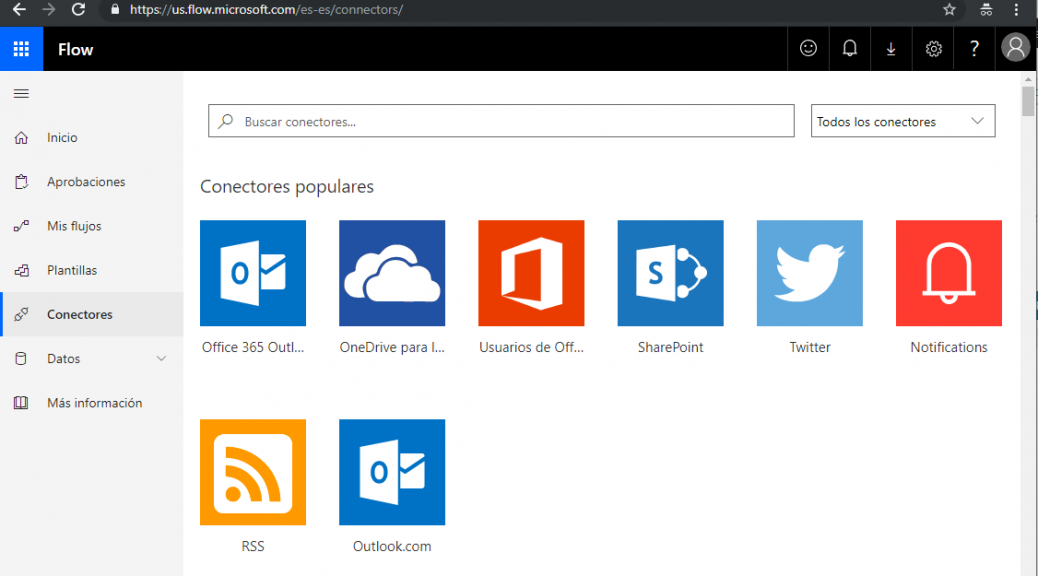 https://us.flow.microsoft.com/es-es/connectors/
Flow
?
Inicio
Aprobaciones
Mis flujos
Plantillas
Conectores
Datos
Más información
Buscar conectores...
Todos los conectores
Conectores populares
O
S
Office 365 Outl...
OneDrive para l...
Usuarios de Off...
SharePoint
Twitter
Notifications
O
RSS
Outlook.com